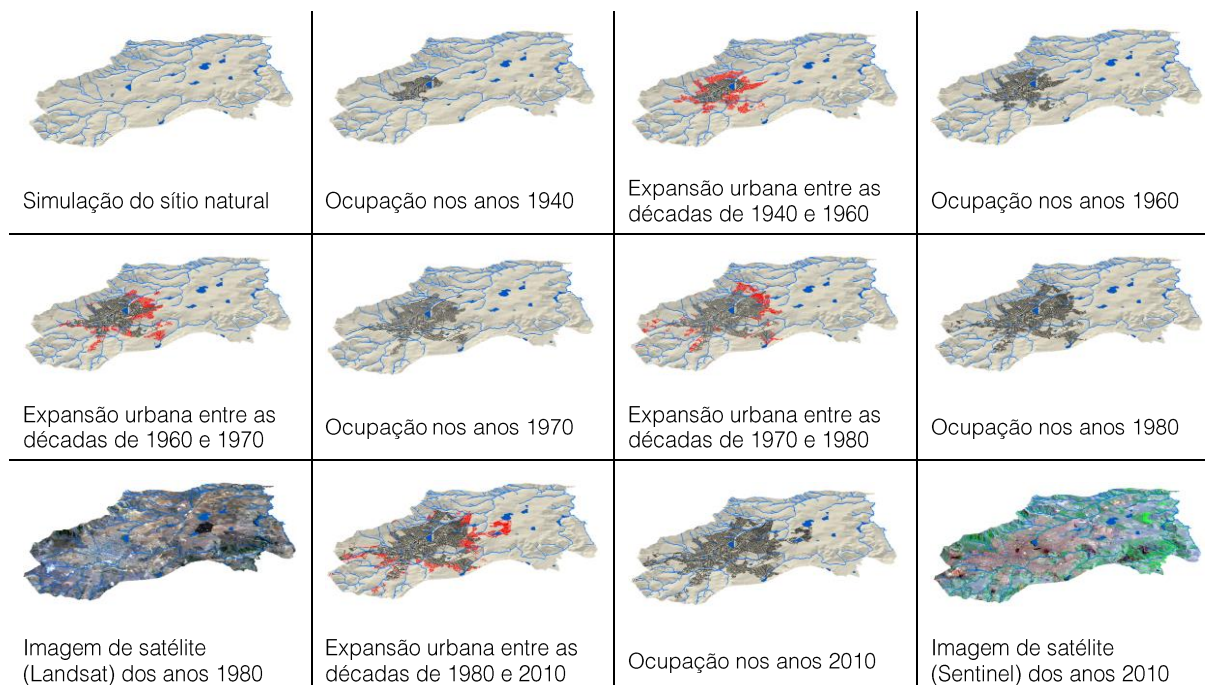 Simulação do sítio natural
Ocupação nos anos 1940
Expansão urbana entre as
décadas de 1940 e 1960
Ocupação nos anos 1960
Expansão urbana entre as
décadas de 1960 e 1970
Ocupação nos anos 1970
Expansão urbana entre as
décadas de 1970 e 1980
Ocupação nos anos 1980
Imagem de satélite
(Landsat) dos anos 1980
Expansão urbana entre as
décadas de 1980 e 2010
Ocupação nos anos 2010
Imagem de satélite
(Sentinel) dos anos 2010